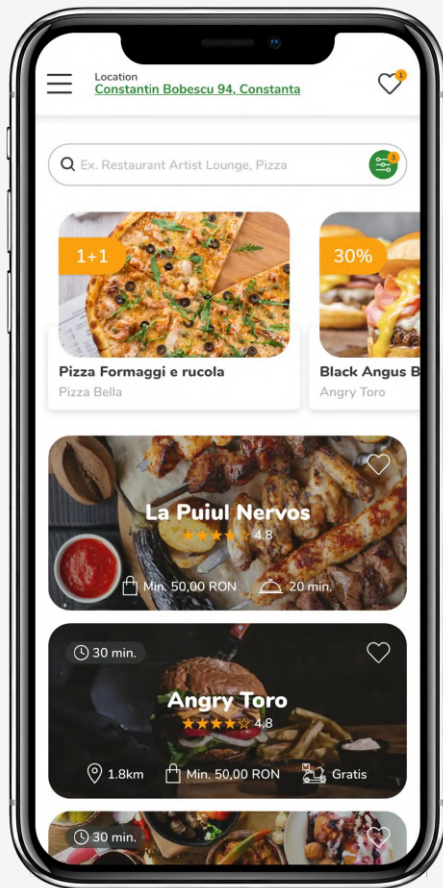 Location
Constantin Bobescu 94, Constanta
1
Ex. Restaurant Artist Lounge, Pizza
3
1+1
30%
Pizza Formaggi e rucola
Pizza Bella
Black Angus B
Angry Toro
La Puiul Nervos
4.8
Min. 50,00 RON
20 min.
30 min.
Angry Toro
4.8
1.8km
Min. 50,00 RON
Gratis
30 min.